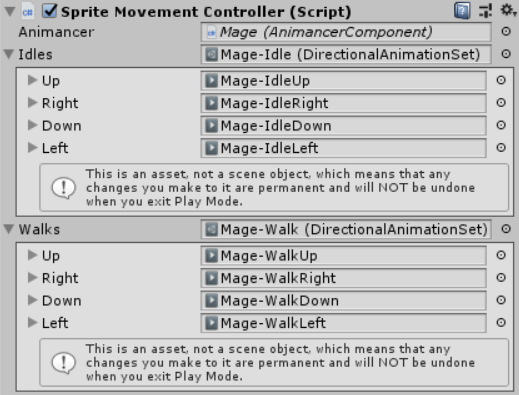 Sprite Movement Controller (Script)
Animancer Mage (AnimancerComponent)
Idles Mage-Idle (DirectionalAnimationSet)
Up Mage-IdleUp
Right Mage-IdleRight
Down Mage-IdleDown
Left Mage-IdleLeft
This is an asset, not a scene object, which means that any
changes you make to it are permanent and will NOT be undone
when you exit Play Mode.
Walks Mage-Walk (DirectionalAnimationSet)
Up Mage-WalkUp
Right Mage-WalkRight
Down Mage-WalkDown
Left Mage-WalkLeft
This is an asset, not a scene object, which means that any
changes you make to it are permanent and will NOT be undone
when you exit Play Mode.